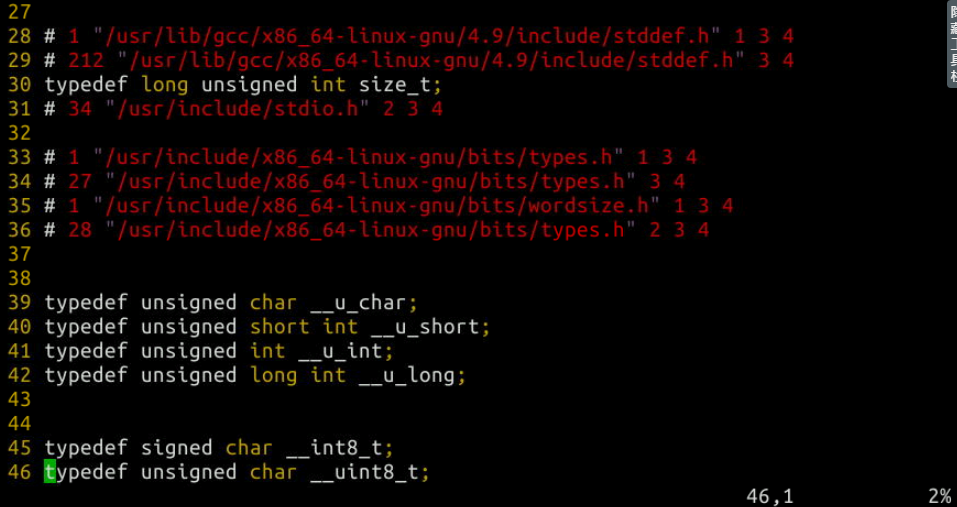 27
28 # 1 "/usr/lib/gcc/x86_64-linux-gnu/4.9/include/stddef.h" 1 3 4
29 # 212 "/usr/lib/gcc/x86_64-linux-gnu/4.9/include/stddef.h" 3 4
30 typedef long unsigned int size_t;
31 # 34 "/usr/include/stdio.h" 2 3 4
32
33 # 1 "/usr/include/x86_64-linux-gnu/bits/types.h" 1 3 4
34 # 27 "/usr/include/x86_64-linux-gnu/bits/types.h" 3 4
35 # 1 "/usr/include/x86_64-linux-gnu/bits/wordsize.h" 1 3 4
36 # 28 "/usr/include/x86_64-linux-gnu/bits/types.h" 2 3 4
37
38
39 typedef unsigned char __u_char;
40 typedef unsigned short int __u_short;
41 typedef unsigned int __u_int;
42 typedef unsigned long int __u_long;
43
44
45 typedef signed char __int8_t;
46 typedef unsigned char __uint8_t;
46,1 2%